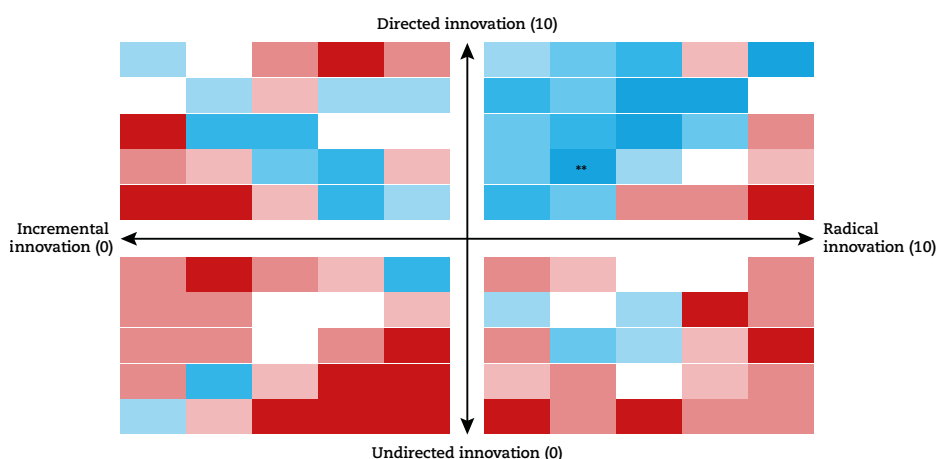 Directed innovation (10)
**
Incremental
innovation (0)
Radical
innovation (10)
Undirected innovation (0)